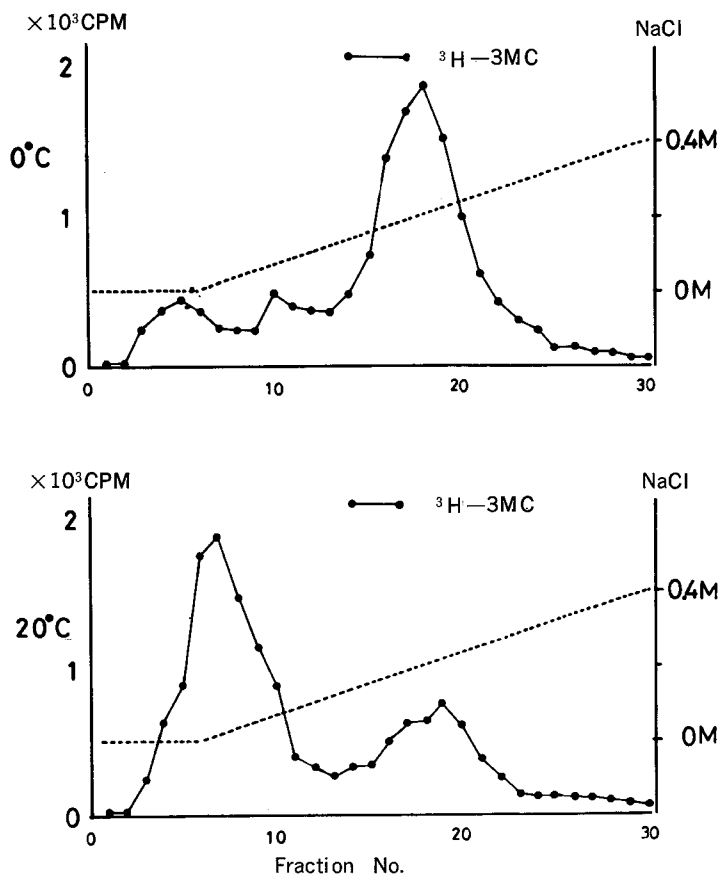 ×10³CPM
NaCl
2
³H—3MC
0°C
0.4M
1
0M
0
0 10 20 30
×10³CPM
NaCl
2
³H—3MC
20°C
0.4M
1
0M
0
0 10 20 30
Fraction No.